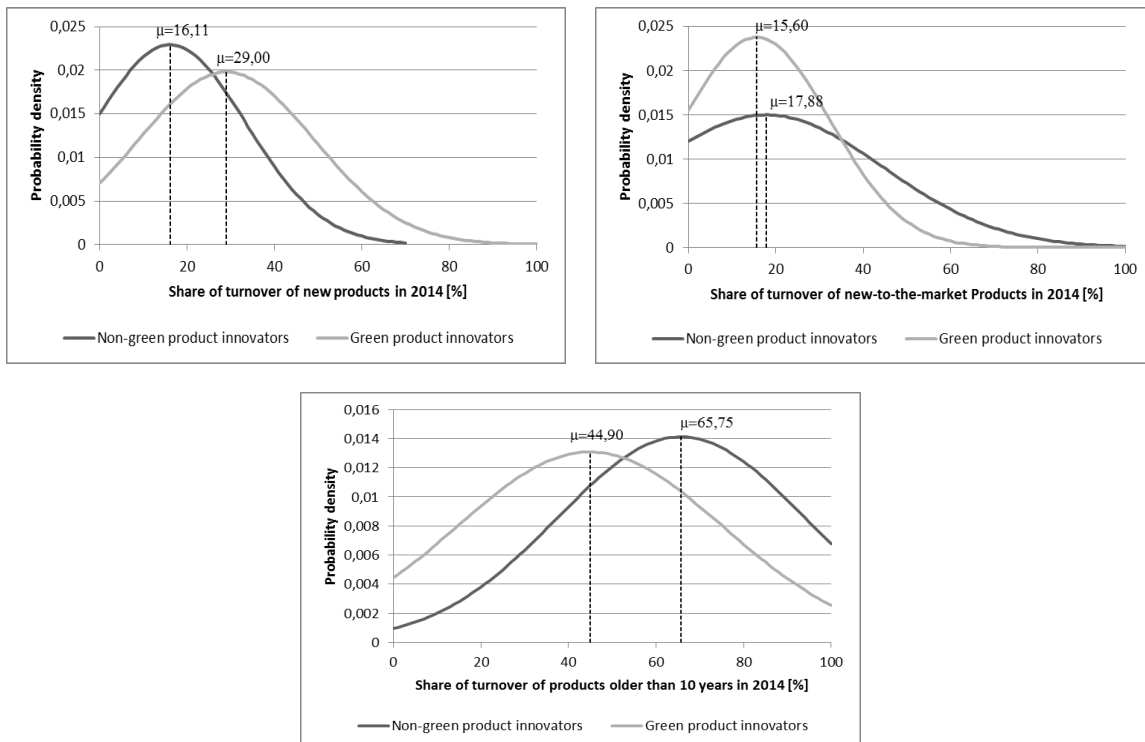 0,025
0,02
0,015
0,01
0,005
0
Probability density
μ=16,11
μ=29,00
0 20 40 60 80 100
Share of turnover of new products in 2014 [%]
Non-green product innovators Green product innovators
0,025
0,02
0,015
0,01
0,005
0
Probability density
μ=15,60
μ=17,88
0 20 40 60 80 100
Share of turnover of new-to-the-market Products in 2014 [%]
Non-green product innovators Green product innovators
0,016
0,014
0,012
0,01
0,008
0,006
0,004
0,002
0
Probability density
μ=44,90
μ=65,75
0 20 40 60 80 100
Share of turnover of products older than 10 years in 2014 [%]
Non-green product innovators Green product innovators